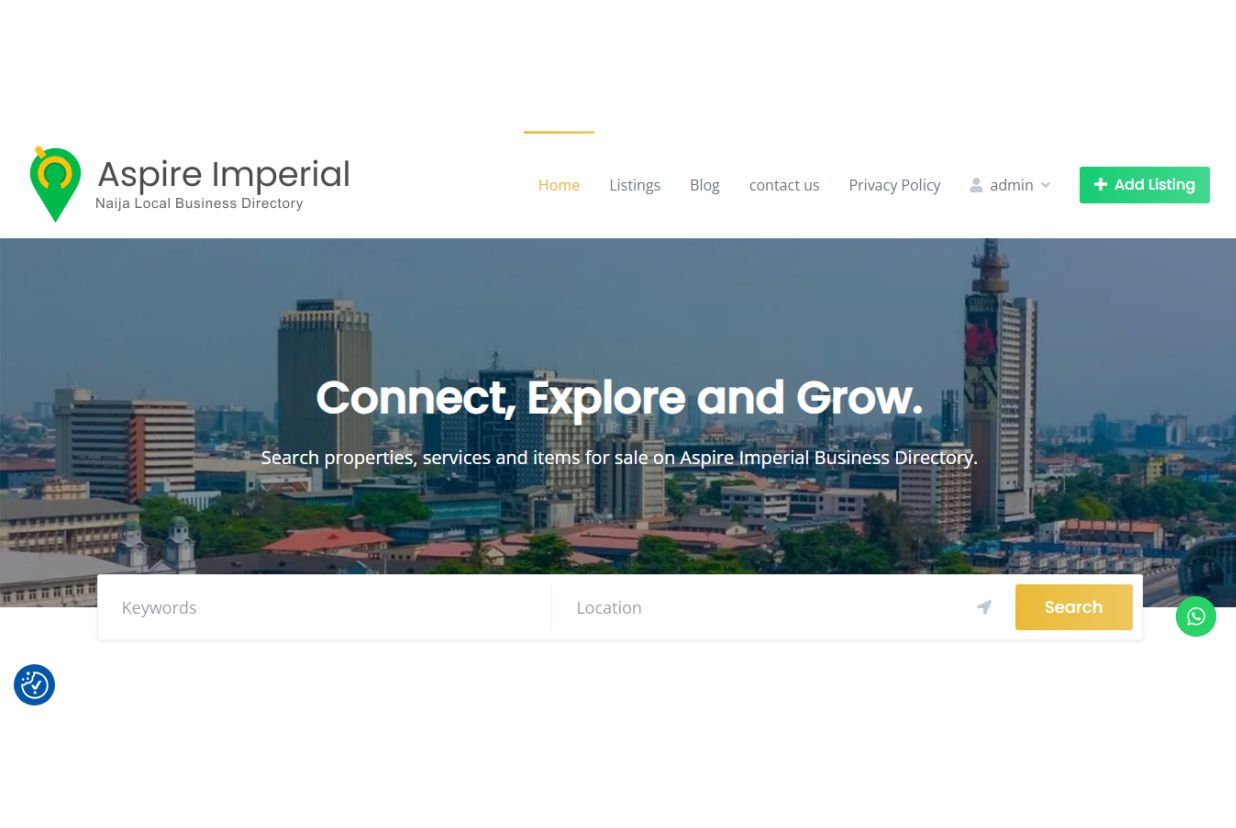 Aspire Imperial
Naija Local Business Directory
Home Listings Blog contact us Privacy Policy admin Add Listing
Connect, Explore and Grow.
Search properties, services and items for sale on Aspire Imperial Business Directory.
Keywords Location Search